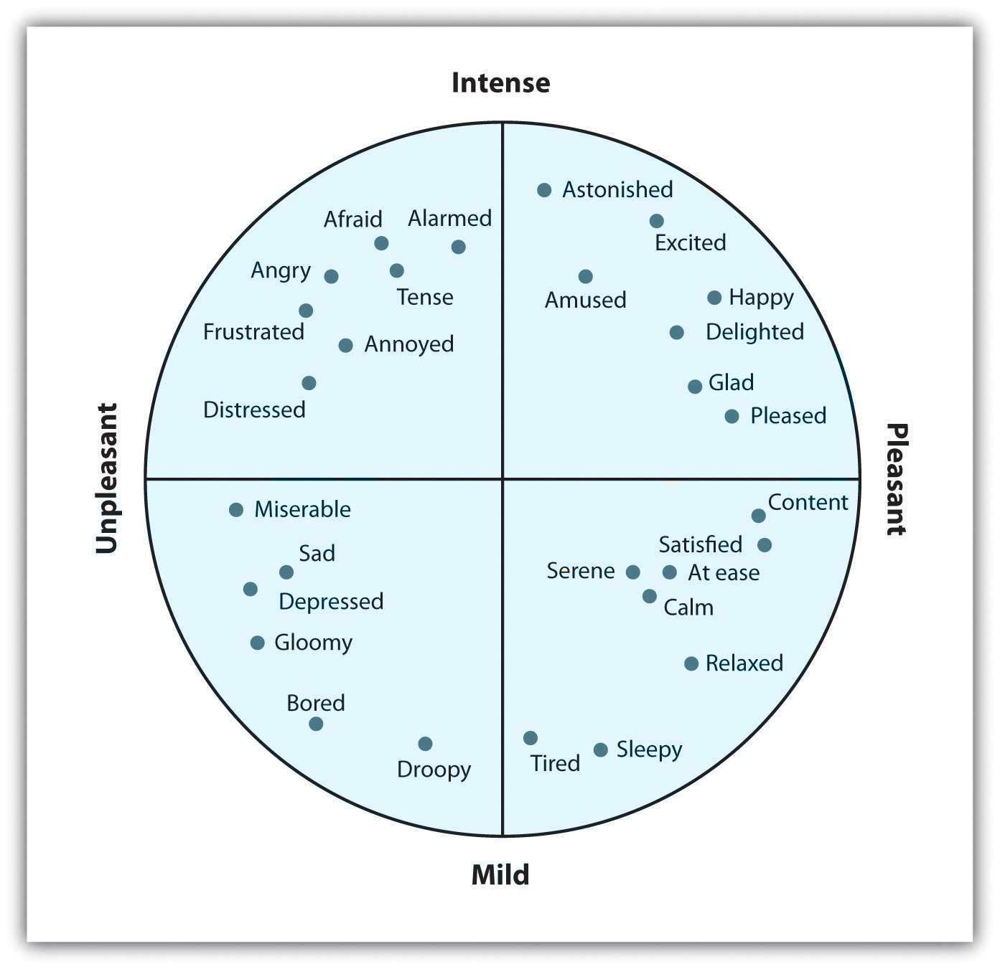 Intense
Astonished
Afraid
Alarmed
Excited
Angry
Tense
Amused
Happy
Frustrated
Annoyed
Delighted
Distressed
Glad
Pleased
Unpleasant
Pleasant
Miserable
Content
Sad
Satisfied
Serene
At ease
Depressed
Calm
Gloomy
Relaxed
Bored
Droopy
Tired
Sleepy
Mild